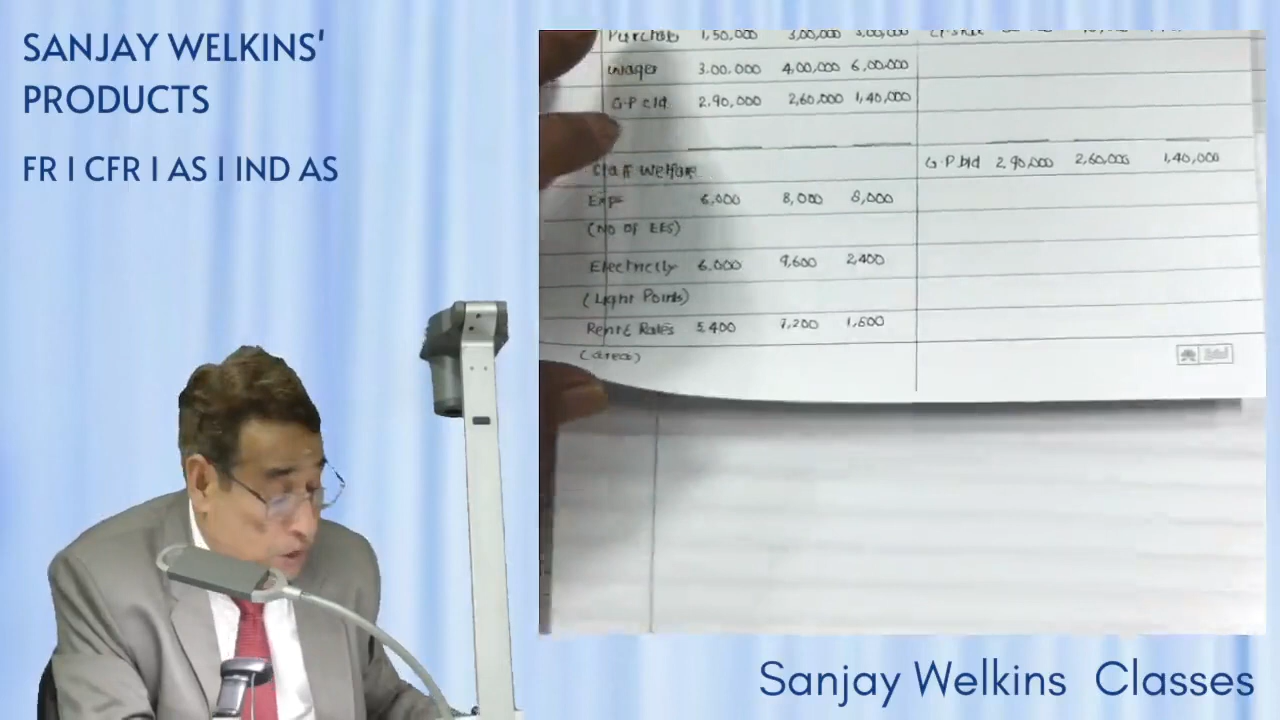 SANJAY WELKINS'
PRODUCTS
FR I CFR I AS I IND AS
Purchases 1,50,000 3,00,000 3,00,000
Wages 3,00,000 4,00,000 6,00,000
G.P c/d 2,90,000 2,60,000 1,40,000
G.P b/d 2,90,000 2,60,000 1,40,000
Staff Welfare
Exp 6,000 8,000 8,000
(No OF EES)
Electricity 6,000 9,600 2,400
(Light Points)
Rent & Rates 5,400 7,200
(area)
Sanjay Welkins Classes